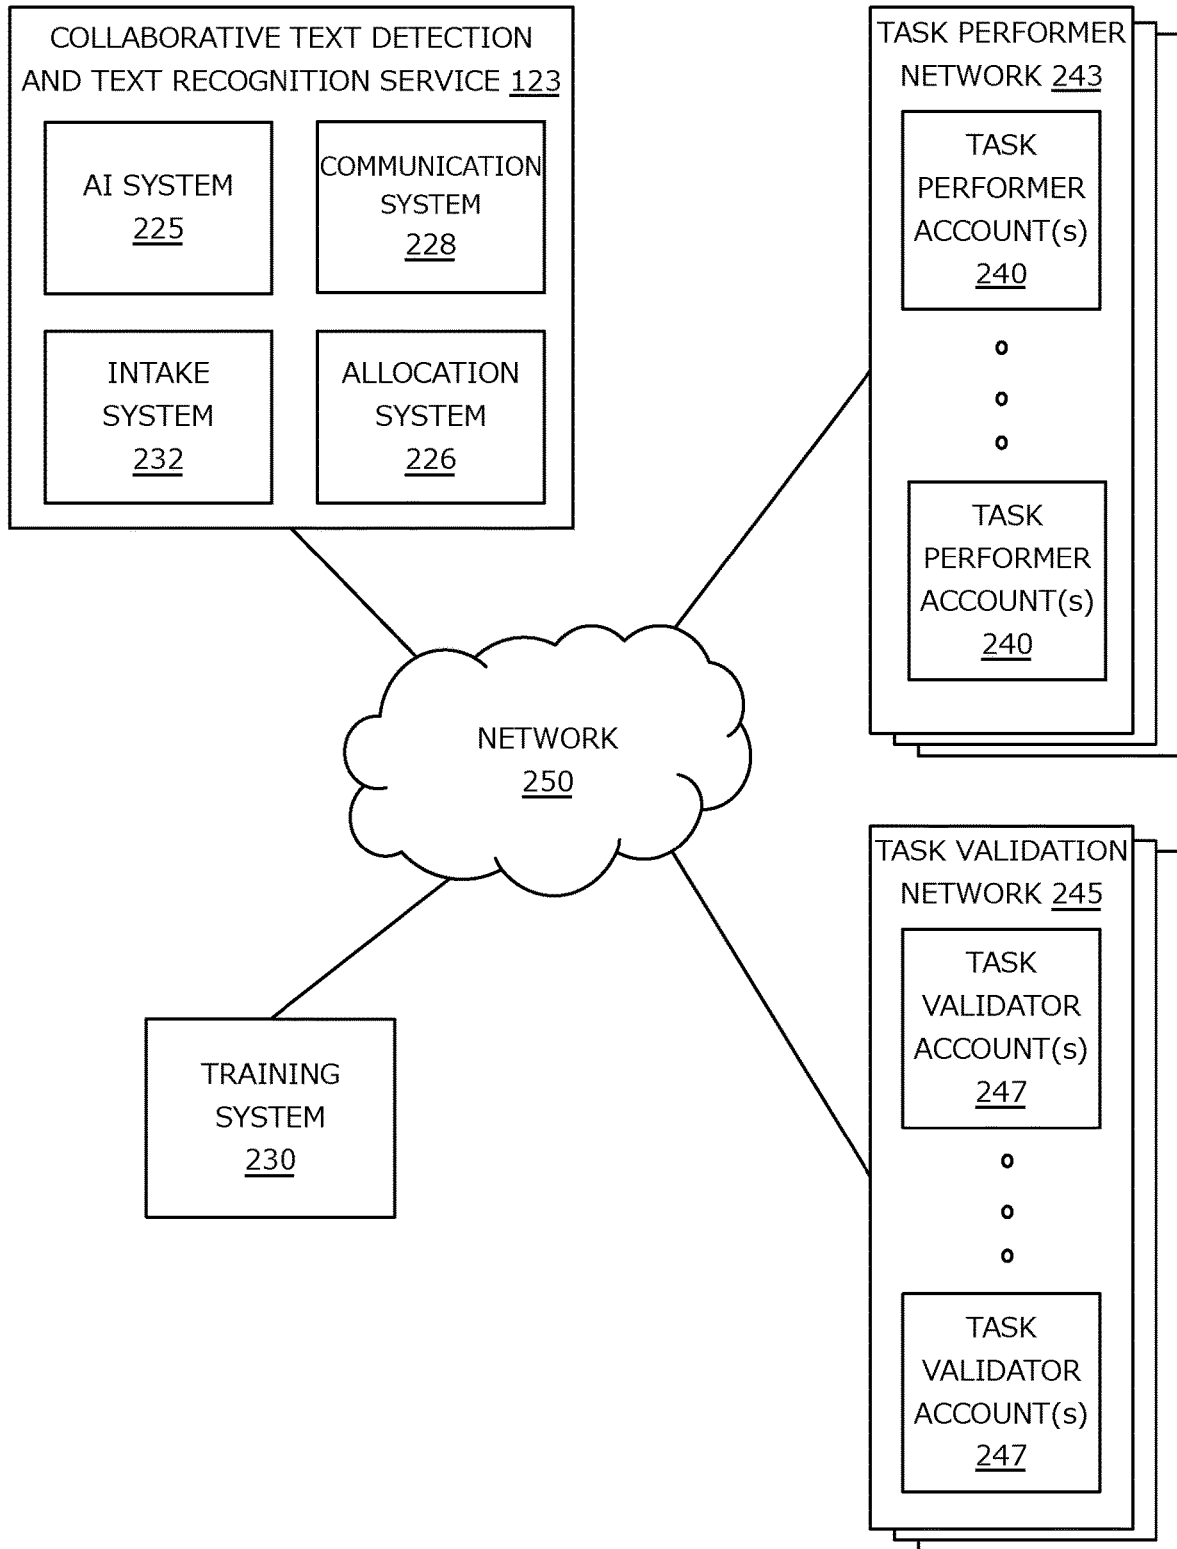 COLLABORATIVE TEXT DETECTION
AND TEXT RECOGNITION SERVICE 123
AI SYSTEM
225
COMMUNICATION
SYSTEM
228
INTAKE
SYSTEM
232
ALLOCATION
SYSTEM
226
TASK PERFORMER
NETWORK 243
TASK
PERFORMER
ACCOUNT(s)
240
TASK
PERFORMER
ACCOUNT(s)
240
NETWORK
250
TRAINING
SYSTEM
230
TASK VALIDATION
NETWORK 245
TASK
VALIDATOR
ACCOUNT(s)
247
TASK
VALIDATOR
ACCOUNT(s)
247